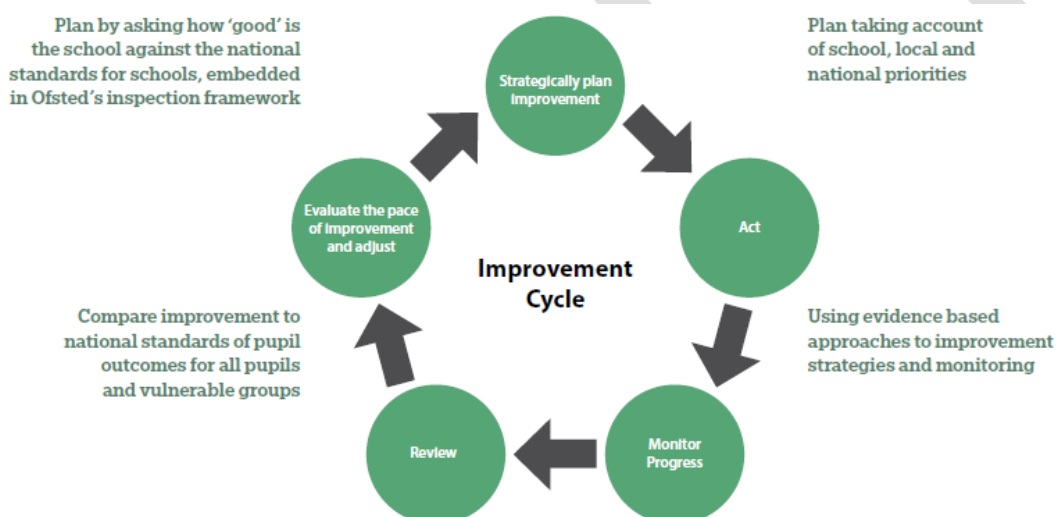 Plan by asking how ‘good’ is
the school against the national
standards for schools, embedded
in Ofsted’s inspection framework
Strategically plan
improvement
Plan taking account
of school, local and
national priorities
Evaluate the pace
of improvement
and adjust
Act
Improvement
Cycle
Compare improvement to
national standards of pupil
outcomes for all pupils
and vulnerable groups
Using evidence based
approaches to improvement
strategies and monitoring
Review
Monitor
Progress